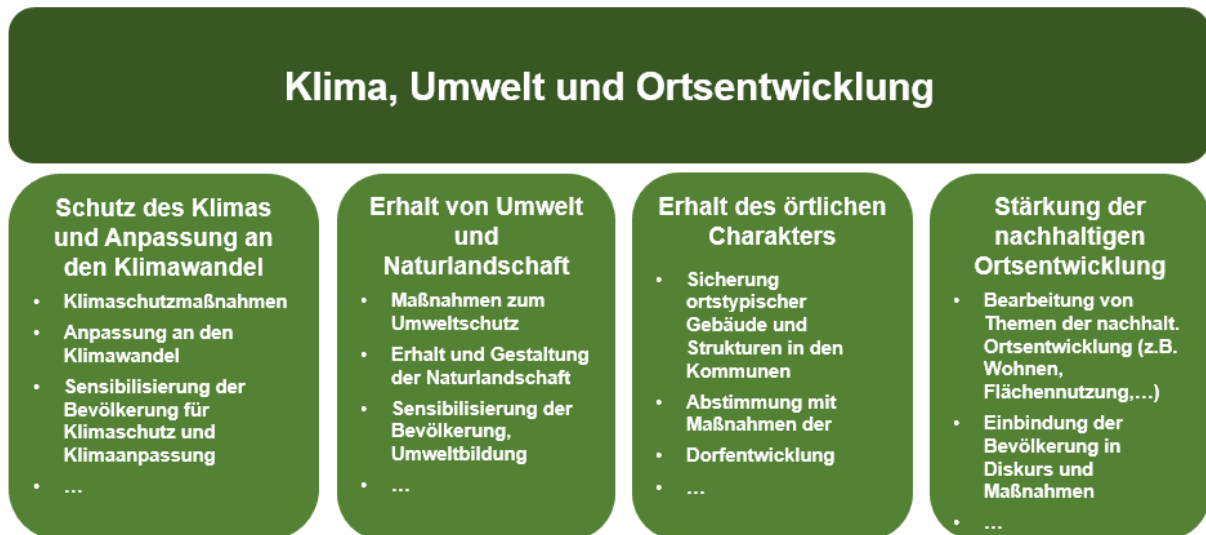 Klima, Umwelt und Ortsentwicklung
Schutz des Klimas
und Anpassung an
den Klimawandel
• Klimaschutzmaßnahmen
• Anpassung an den
Klimawandel
• Sensibilisierung der
Bevölkerung für
Klimaschutz und
Klimaanpassung
• …
Erhalt von Umwelt
und
Naturlandschaft
• Maßnahmen zum
Umweltschutz
• Erhalt und Gestaltung
der Naturlandschaft
• Sensibilisierung der
Bevölkerung,
Umweltbildung
• …
Erhalt des örtlichen
Charakters
• Sicherung
ortstypischer
Gebäude und
Strukturen in den
Kommunen
• Abstimmung mit
Maßnahmen der
• Dorfentwicklung
• …
Stärkung der
nachhaltigen
Ortsentwicklung
• Bearbeitung von
Themen der nachhalt.
Ortsentwicklung (z.B.
Wohnen,
Flächennutzung,…)
• Einbindung der
Bevölkerung in
Diskurs und
Maßnahmen
• …